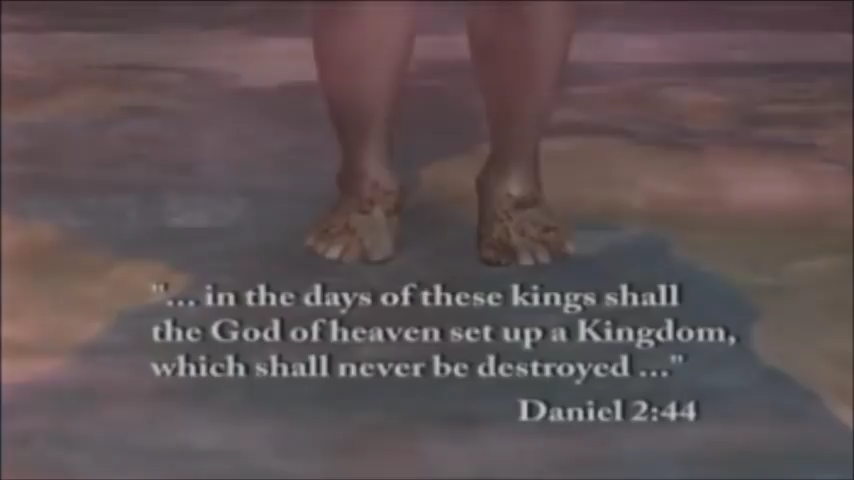 "... in the days of these kings shall
the God of heaven set up a Kingdom,
which shall never be destroyed ..."
Daniel 2:44